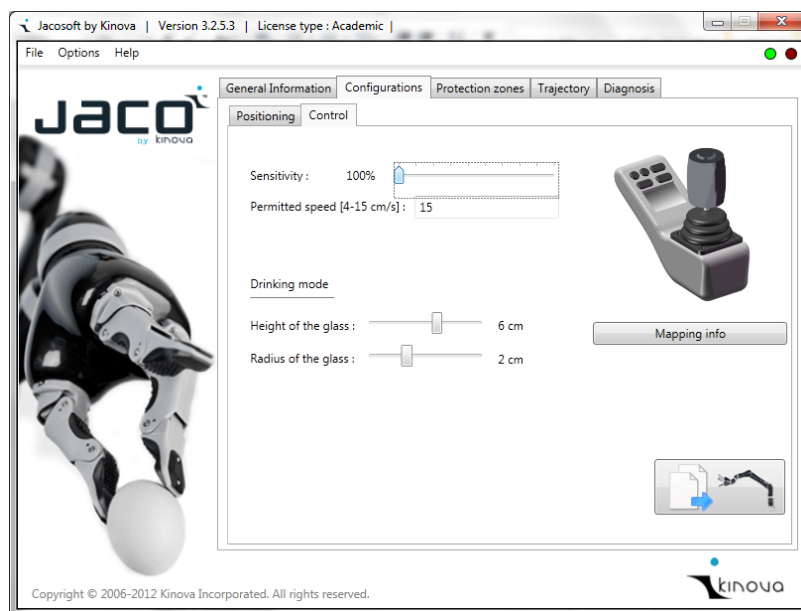 Jacosoft by Kinova | Version 3.2.5.3 | License type : Academic |
File Options Help
General Information Configurations Protection zones Trajectory Diagnosis
JACO
by kinova
Positioning Control
Sensitivity : 100%
Permitted speed [4-15 cm/s] : 15
Drinking mode
Height of the glass : 6 cm
Mapping info
Radius of the glass : 2 cm
kinova
Copyright © 2006-2012 Kinova Incorporated. All rights reserved.